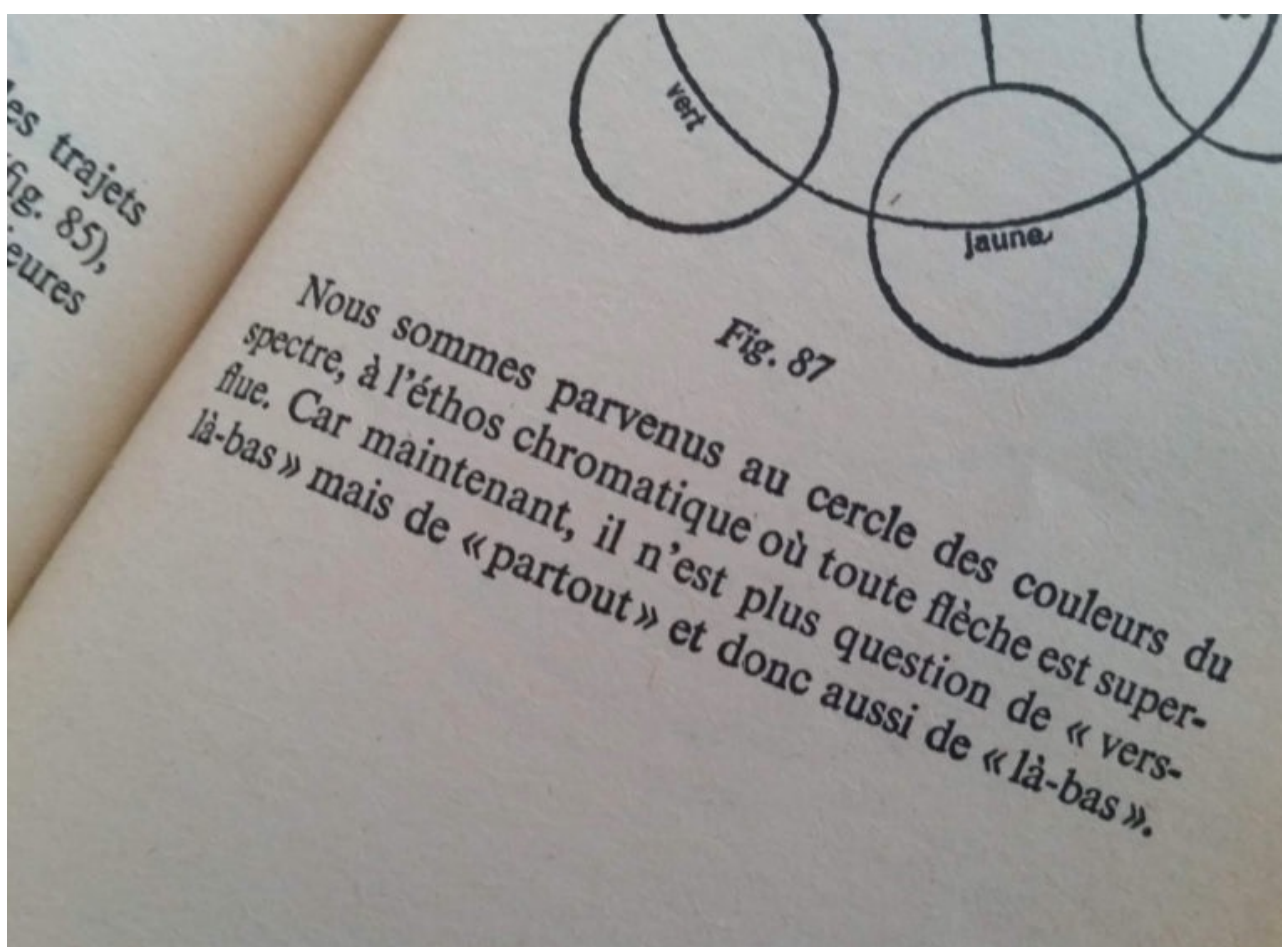 trajets
fig. 85),
vert
jaune
Fig. 87
Nous sommes parvenus au cercle des couleurs du
spectre, à l'éthos chromatique où toute flèche est super-
flue. Car maintenant, il n'est plus question de « vers-
là-bas » mais de « partout » et donc aussi de « là-bas ».